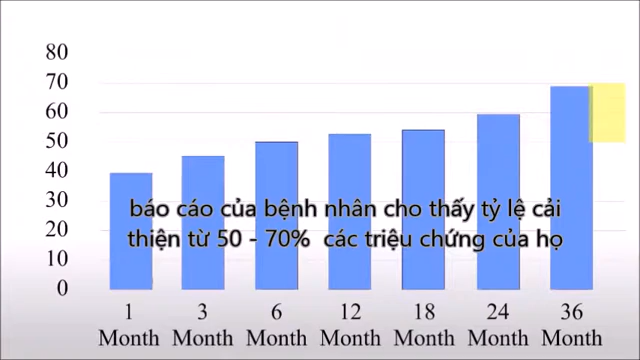 80
70
60
50
40
30
20
10
0
báo cáo của bệnh nhân cho thấy tỷ lệ cải
thiện từ 50 - 70% các triệu chứng của họ
1 3 6 12 18 24 36
Month Month Month Month Month Month Month